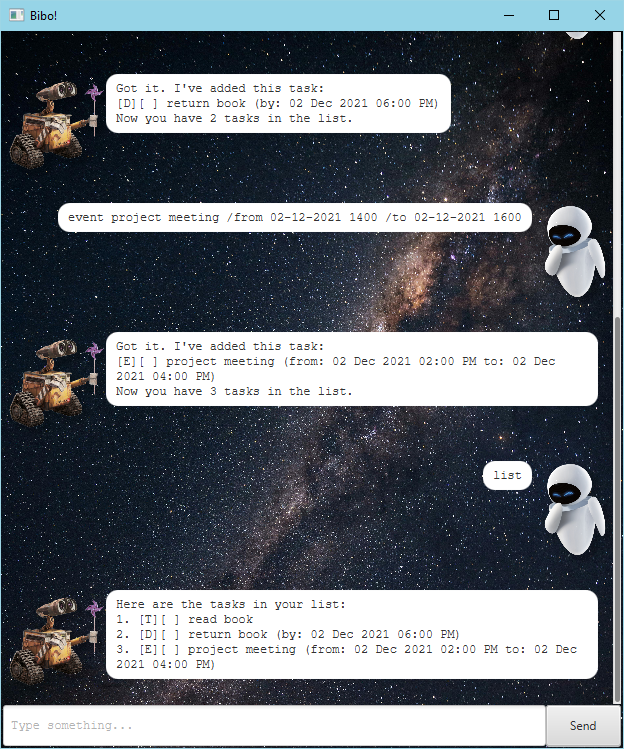 Bibo!
Got it. I've added this task:
[D][ ] return book (by: 02 Dec 2021 06:00 PM)
Now you have 2 tasks in the list.
event project meeting /from 02-12-2021 1400 /to 02-12-2021 1600
Got it. I've added this task:
[E][ ] project meeting (from: 02 Dec 2021 02:00 PM to: 02 Dec
2021 04:00 PM)
Now you have 3 tasks in the list.
list
Here are the tasks in your list:
1. [T][ ] read book
2. [D][ ] return book (by: 02 Dec 2021 06:00 PM)
3. [E][ ] project meeting (from: 02 Dec 2021 02:00 PM to: 02 Dec
2021 04:00 PM)
Type something...
Send